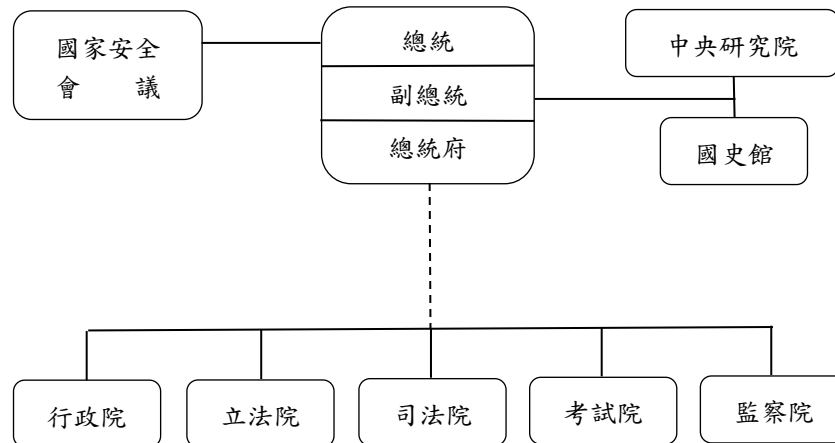 國家安全
會議
總統
副總統
總統府
中央研究院
國史館
行政院
立法院
司法院
考試院
監察院